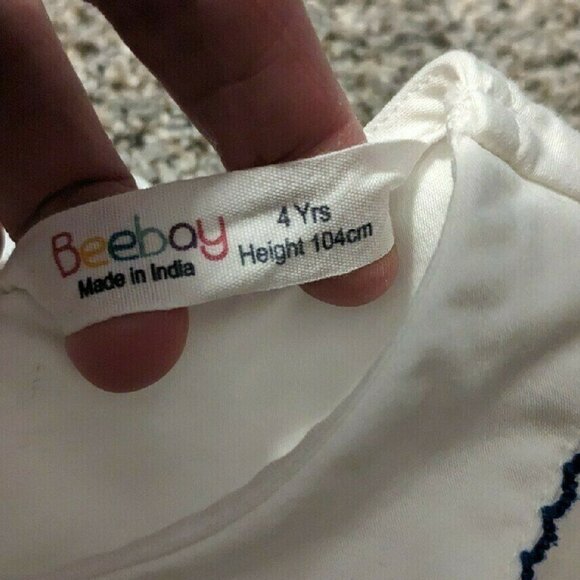 Beebay
Made in India
4 Yrs
Height 104cm